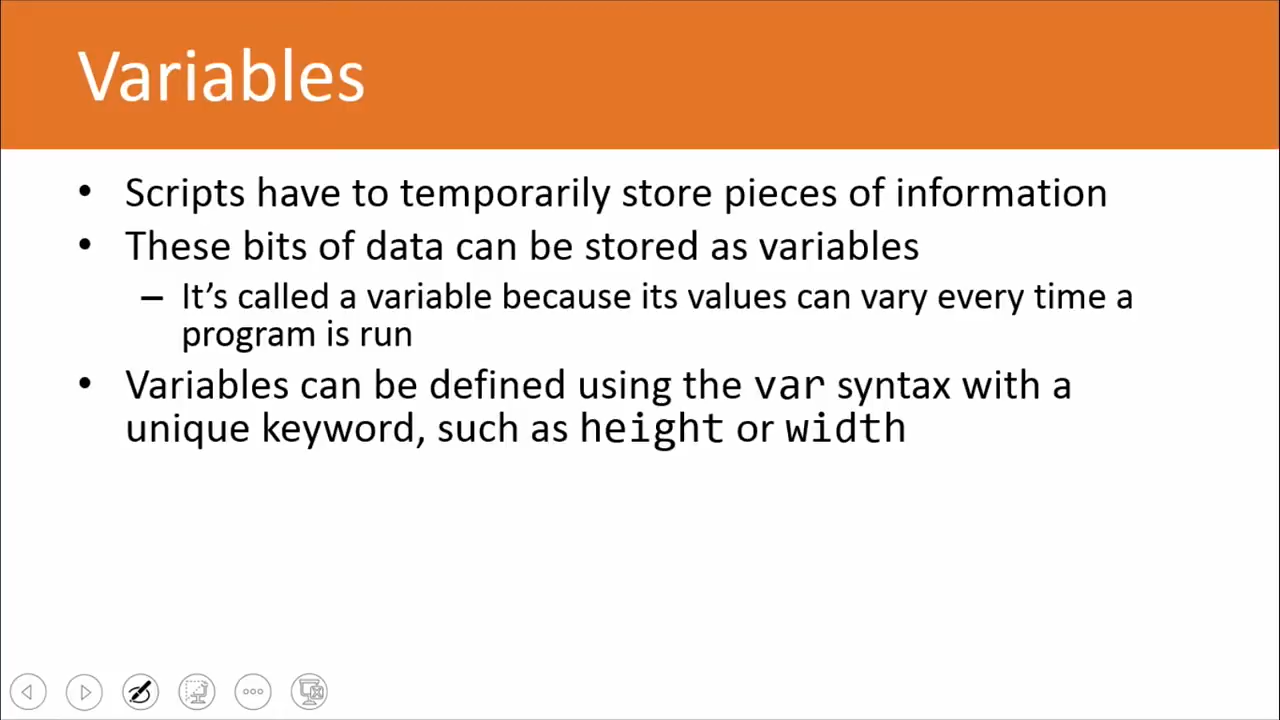 Variables
• Scripts have to temporarily store pieces of information
• These bits of data can be stored as variables
– It’s called a variable because its values can vary every time a
program is run
• Variables can be defined using the var syntax with a
unique keyword, such as height or width